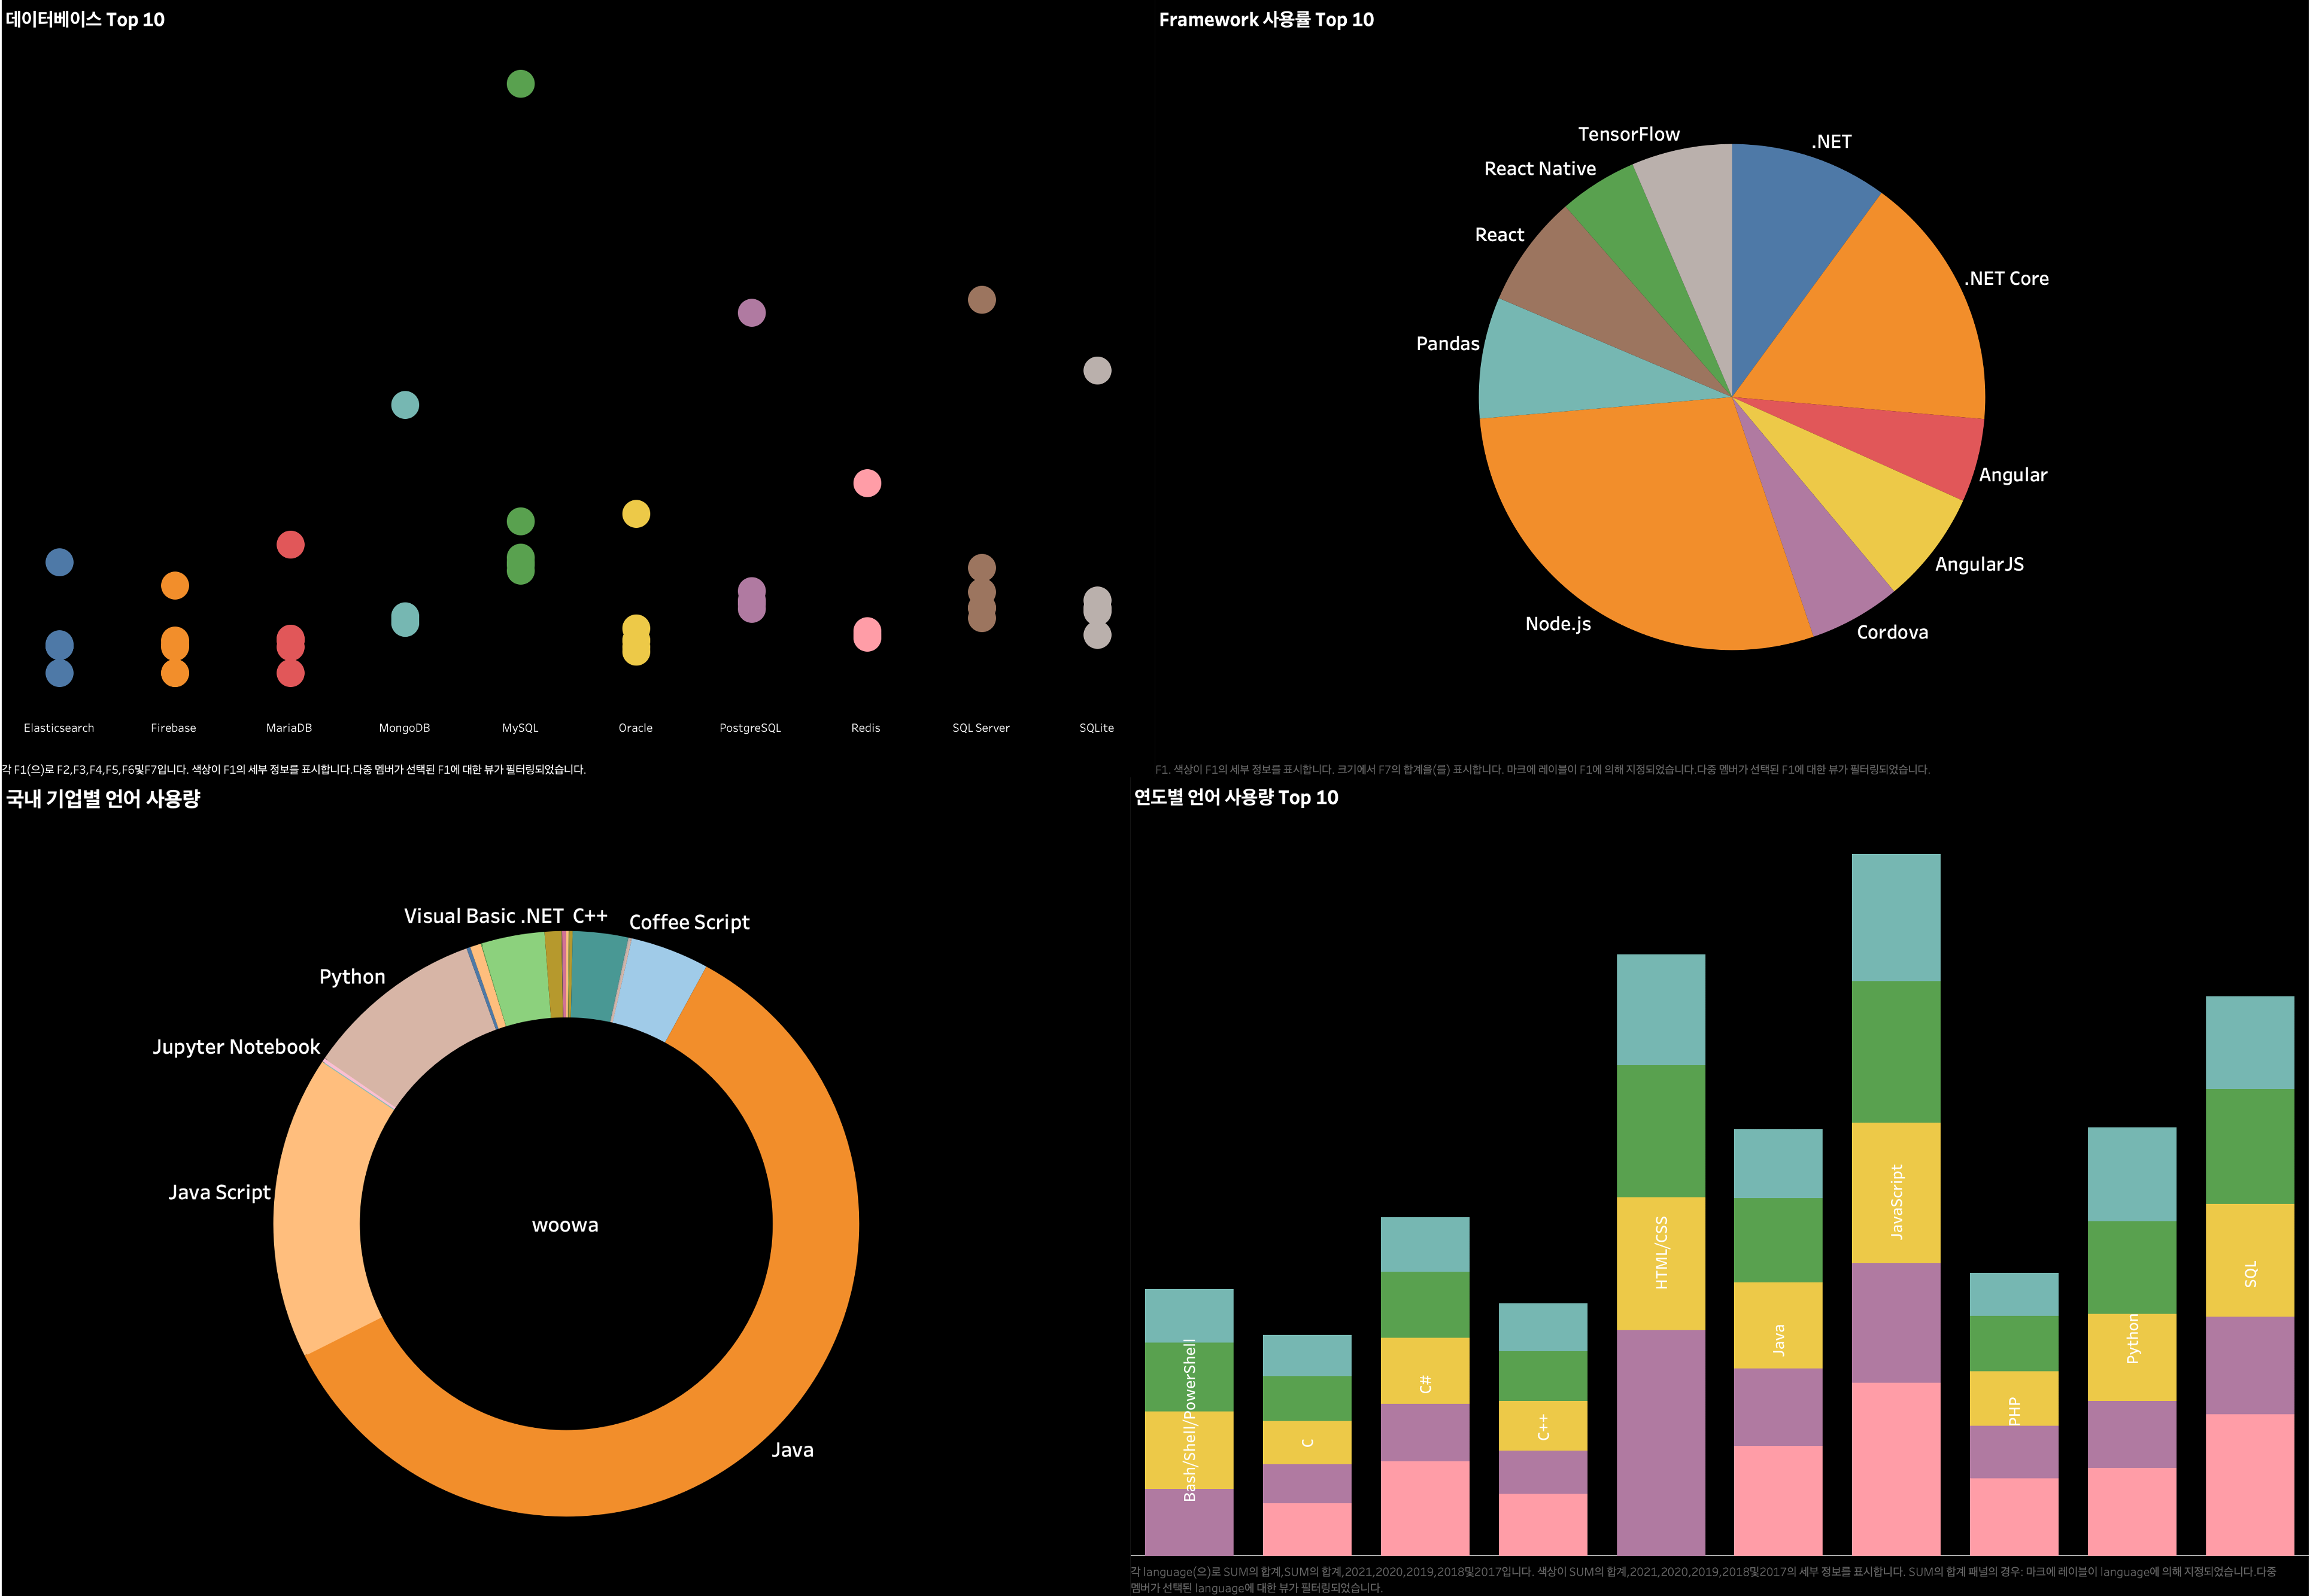 데이터베이스 Top 10
Elasticsearch
Firebase
MariaDB
MongoDB
MySQL
Oracle
PostgreSQL
Redis
SQL Server
SQLite
각 F1(으)로 F2,F3,F4,F5,F6및F7입니다. 색상이 F1의 세부 정보를 표시합니다.다중 멤버가 선택된 F1에 대한 뷰가 필터링되었습니다.
Framework 사용률 Top 10
TensorFlow
.NET
React Native
React
.NET Core
Pandas
Angular
AngularJS
Node.js
Cordova
F1. 색상이 F1의 세부 정보를 표시합니다. 크기에서 F7의 합계을(를) 표시합니다. 마크에 레이블이 F1에 의해 지정되었습니다.다중 멤버가 선택된 F1에 대한 뷰가 필터링되었습니다.
국내 기업별 언어 사용량
Visual Basic .NET
C++
Coffee Script
Python
Jupyter Notebook
Java Script
woowa
Java
연도별 언어 사용량 Top 10
Bash/Shell/PowerShell
C
C#
C++
HTML/CSS
Java
JavaScript
PHP
Python
SQL
각 language(으)로 SUM의 합계,SUM의 합계,2021,2020,2019,2018및2017입니다. 색상이 SUM의 합계,2021,2020,2019,2018및2017의 세부 정보를 표시합니다. SUM의 합계 패널의 경우: 마크에 레이블이 language에 의해 지정되었습니다.다중
멤버가 선택된 language에 대한 뷰가 필터링되었습니다.